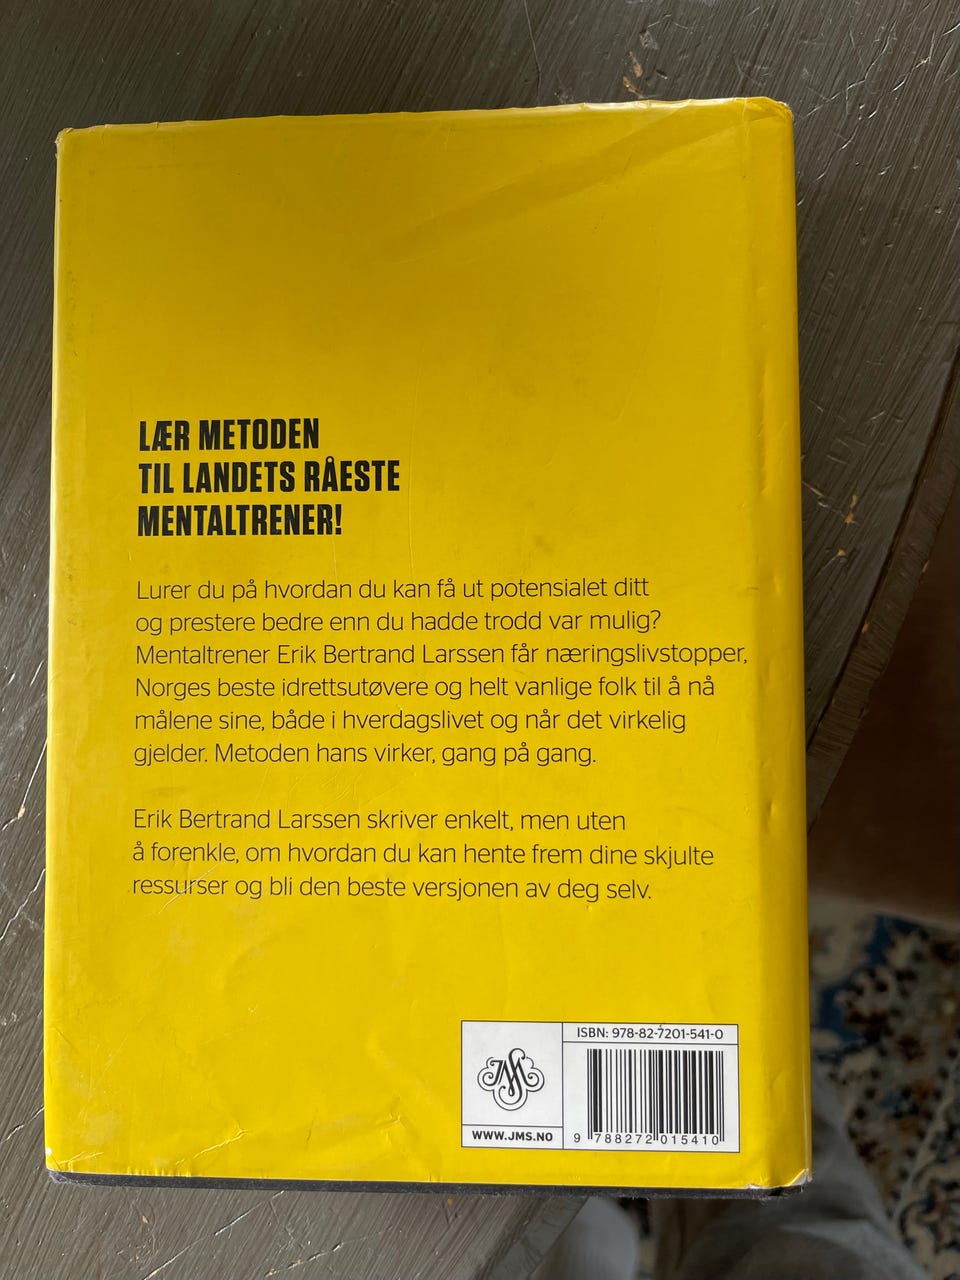 LÆR METODEN
TIL LANDETS RÅESTE
MENTALTRENER!
Lurer du på hvordan du kan få ut potensialet ditt
og prestere bedre enn du hadde trodd var mulig?
Mentaltrener Erik Bertrand Larssen får næringslivstopper,
Norges beste idrettsutøvere og helt vanlige folk til å nå
målene sine, både i hverdagslivet og når det virkelig
gjelder. Metoden hans virker, gang på gang.
Erik Bertrand Larssen skriver enkelt, men uten
å forenkle, om hvordan du kan hente frem dine skjulte
ressurser og bli den beste versjonen av deg selv.
ISBN: 978-82-7201-541-0
JMS
WWW.JMS.NO
9 788272 015410